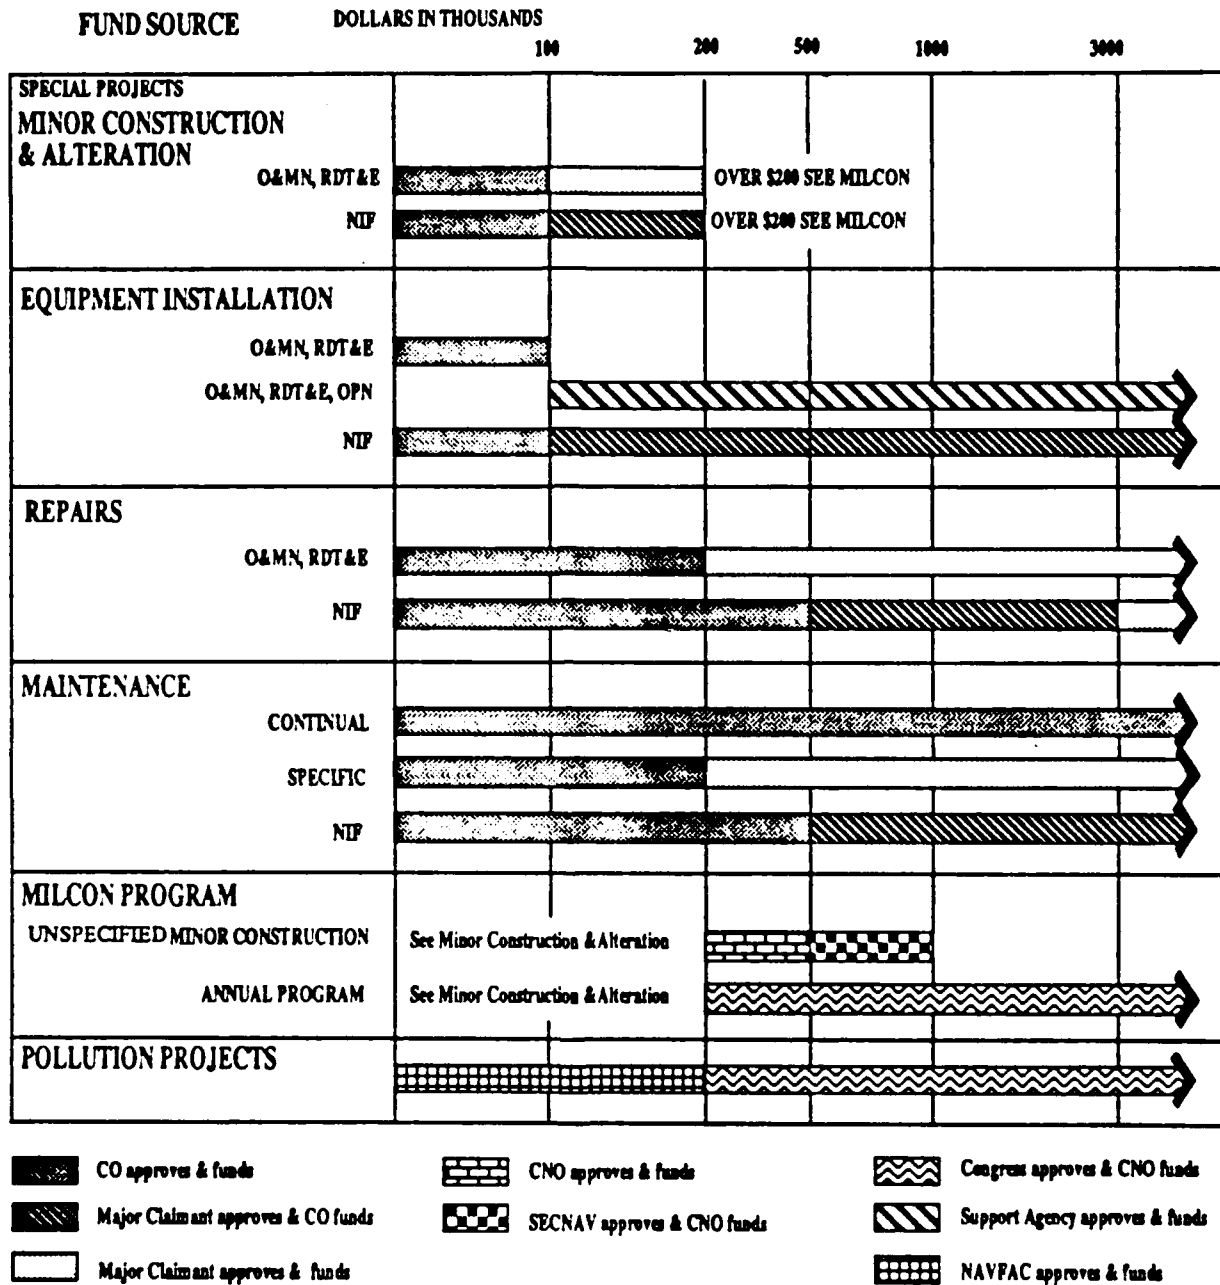 FUND SOURCE
DOLLARS IN THOUSANDS
100 200 500 1000 3000
SPECIAL PROJECTS
MINOR CONSTRUCTION
& ALTERATION
O&MN, RDT&E
OVER $200 SEE MILCON
NIF
OVER $200 SEE MILCON
EQUIPMENT INSTALLATION
O&MN, RDT&E
O&MN, RDT&E, OPN
NIF
REPAIRS
O&MN, RDT&E
NIF
MAINTENANCE
CONTINUAL
SPECIFIC
NIF
MILCON PROGRAM
UNSPECIFIED MINOR CONSTRUCTION
See Minor Construction & Alteration
ANNUAL PROGRAM
See Minor Construction & Alteration
POLLUTION PROJECTS
CO approves & funds
CNO approves & funds
Congress approves & CNO funds
Major Claimant approves & CO funds
SECNAV approves & CNO funds
Support Agency approves & funds
Major Claimant approves & funds
NAVFAC approves & funds